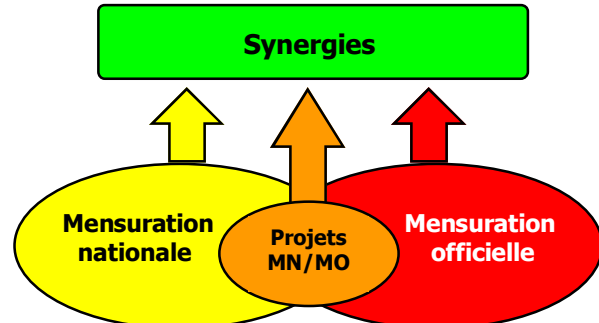 Synergies
Mensuration
nationale
Projets
MN/MO
Mensuration
officielle